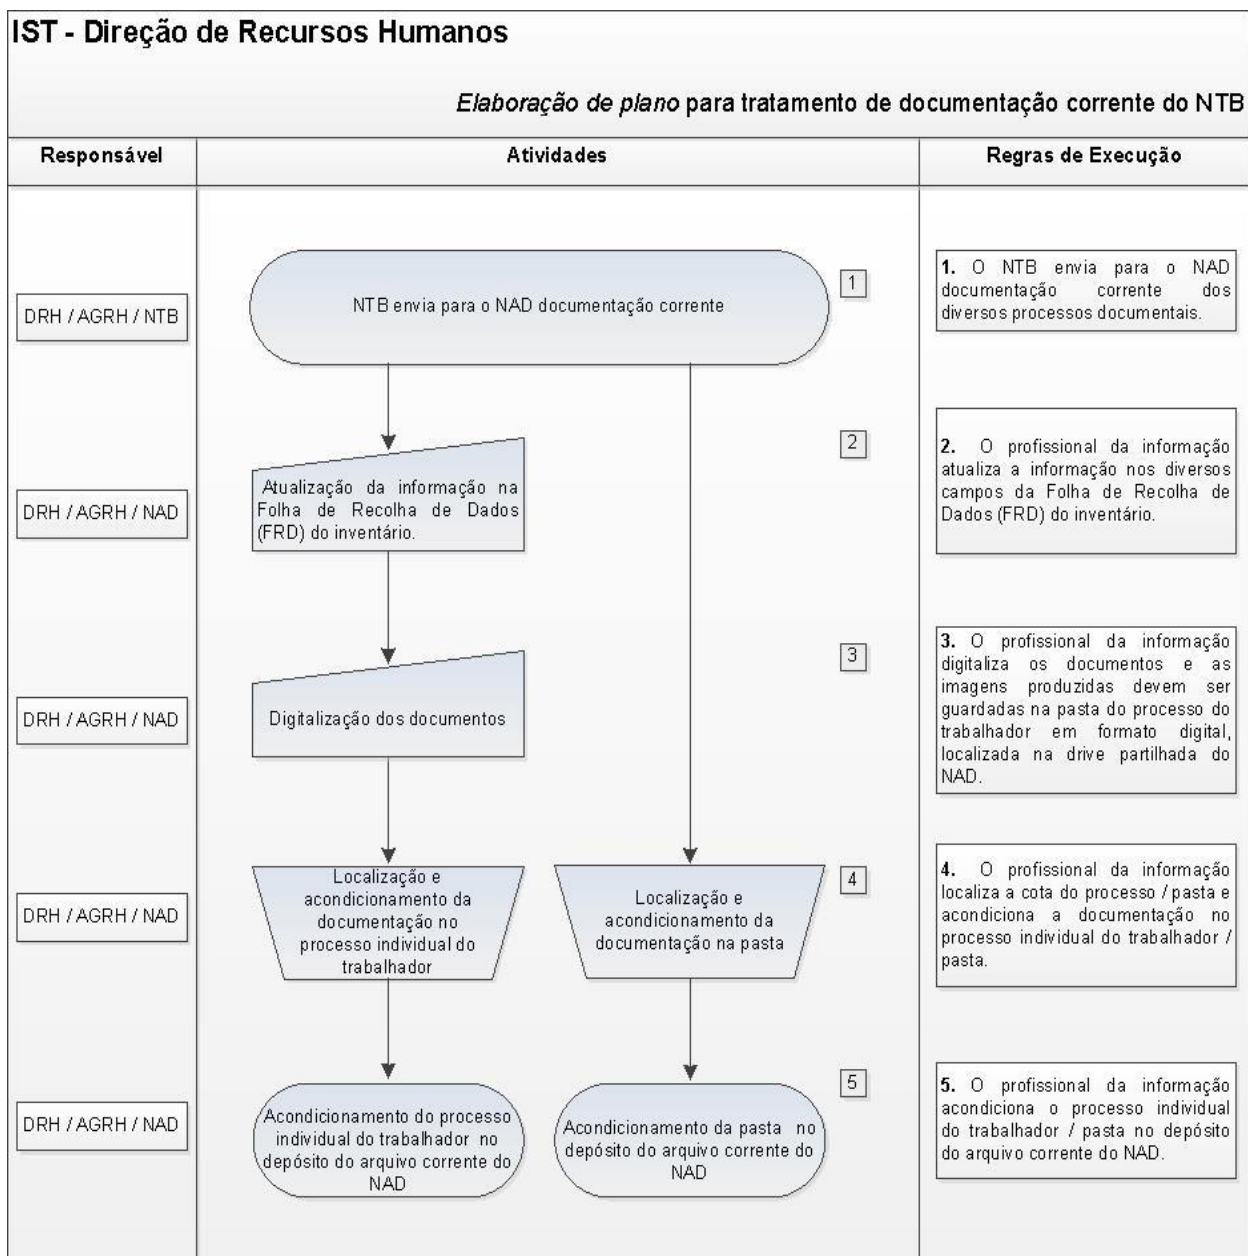 IST - Direção de Recursos Humanos
Elaboração de plano para tratamento de documentação corrente do NTB
Responsável
Atividades
Regras de Execução
DRH / AGRH / NTB
NTB envia para o NAD documentação corrente
1
1. O NTB envia para o NAD
documentação corrente dos
diversos processos documentais.
DRH / AGRH / NAD
Atualização da informação na
Folha de Recolha de Dados
(FRD) do inventário.
2
2. O profissional da informação
atualiza a informação nos diversos
campos da Folha de Recolha de
Dados (FRD) do inventário.
DRH / AGRH / NAD
Digitalização dos documentos
3
3. O profissional da informação
digitaliza os documentos e as
imagens produzidas devem ser
guardadas na pasta do processo do
trabalhador em formato digital,
localizada na drive partilhada do
NAD.
DRH / AGRH / NAD
Localização e
acondicionamento da
documentação no
processo individual do
trabalhador
Localização e
acondicionamento da
documentação na pasta
4
4. O profissional da informação
localiza a cota do processo / pasta e
acondiciona a documentação no
processo individual do trabalhador /
pasta.
DRH / AGRH / NAD
Acondicionamento do processo
individual do trabalhador no
depósito do arquivo corrente do
NAD
Acondicionamento da pasta no
depósito do arquivo corrente do
NAD
5
5. O profissional da informação
acondiciona o processo individual
do trabalhador / pasta no depósito
do arquivo corrente do NAD.